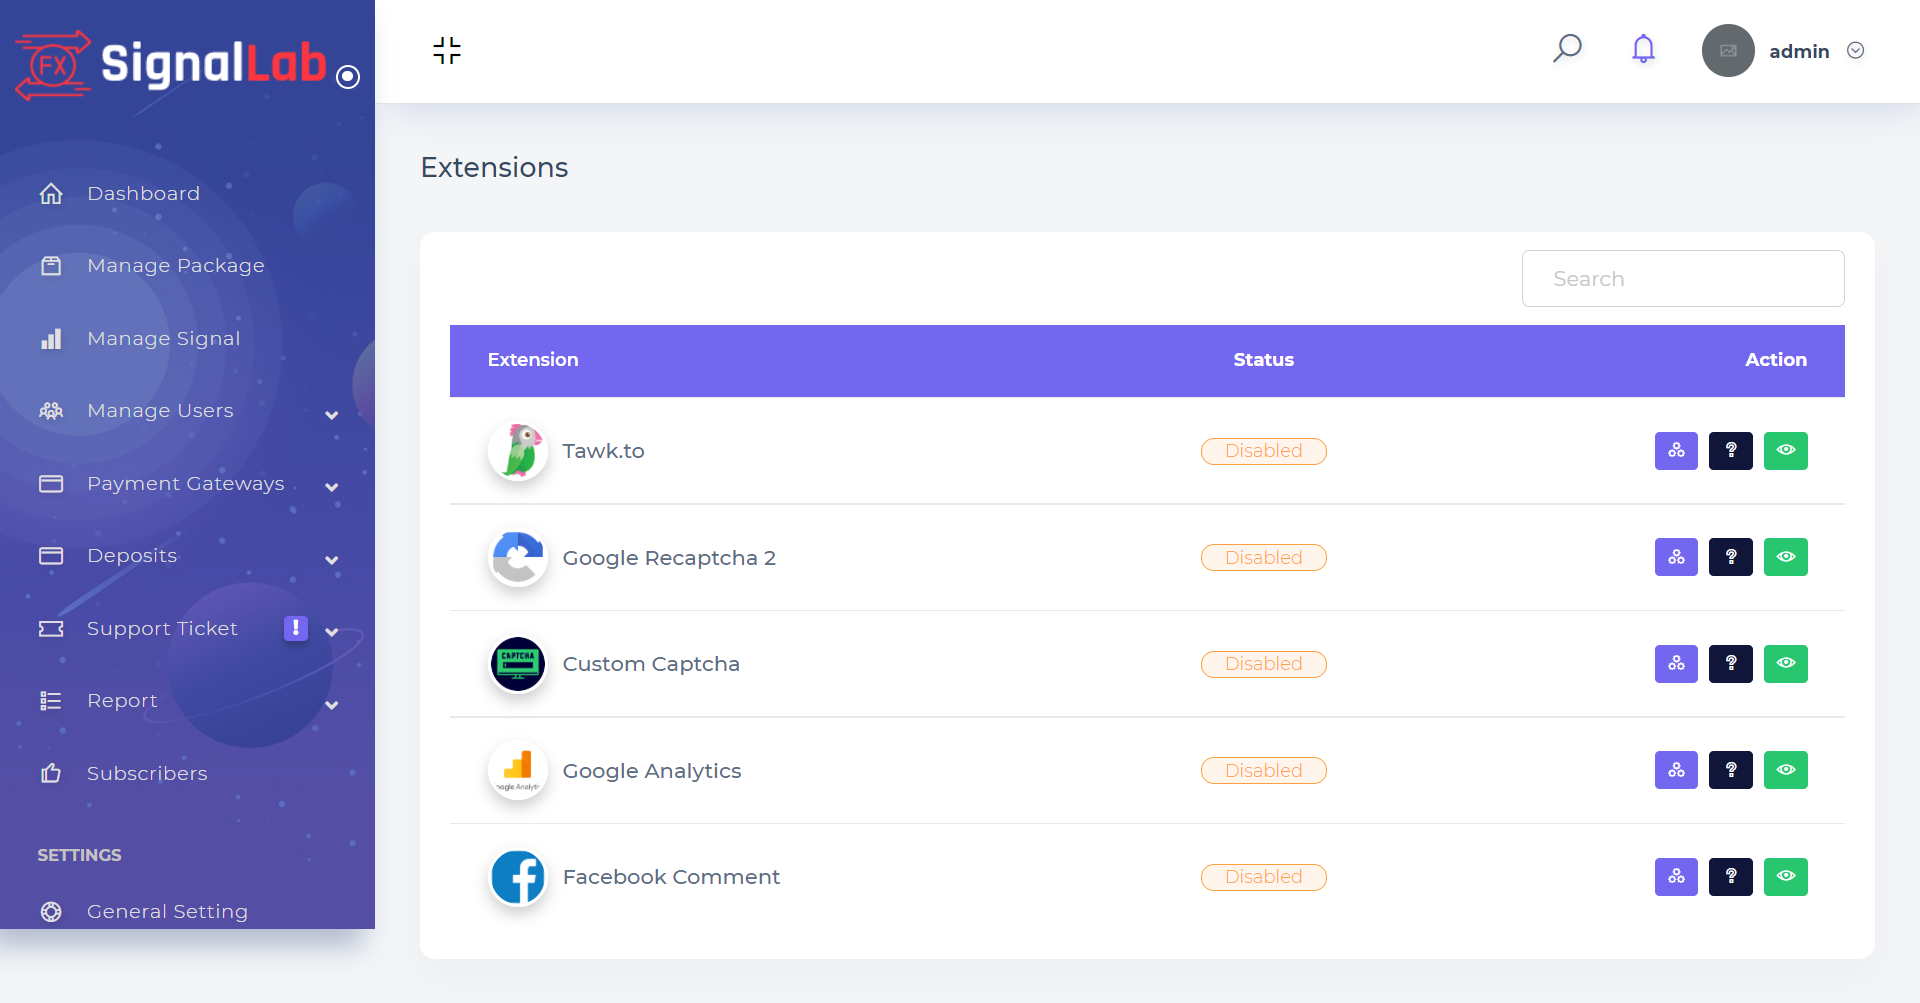 FX SignalLab
admin
Extensions
Dashboard
Manage Package
Manage Signal
Manage Users
Payment Gateways
Deposits
Support Ticket !
Report
Subscribers
SETTINGS
General Setting
Search
Extension Status Action
Tawk.to Disabled ?
Google Recaptcha 2 Disabled ?
CAPTCHA Custom Captcha Disabled ?
Google Analytics Disabled ?
oogle Analytic
Facebook Comment Disabled ?